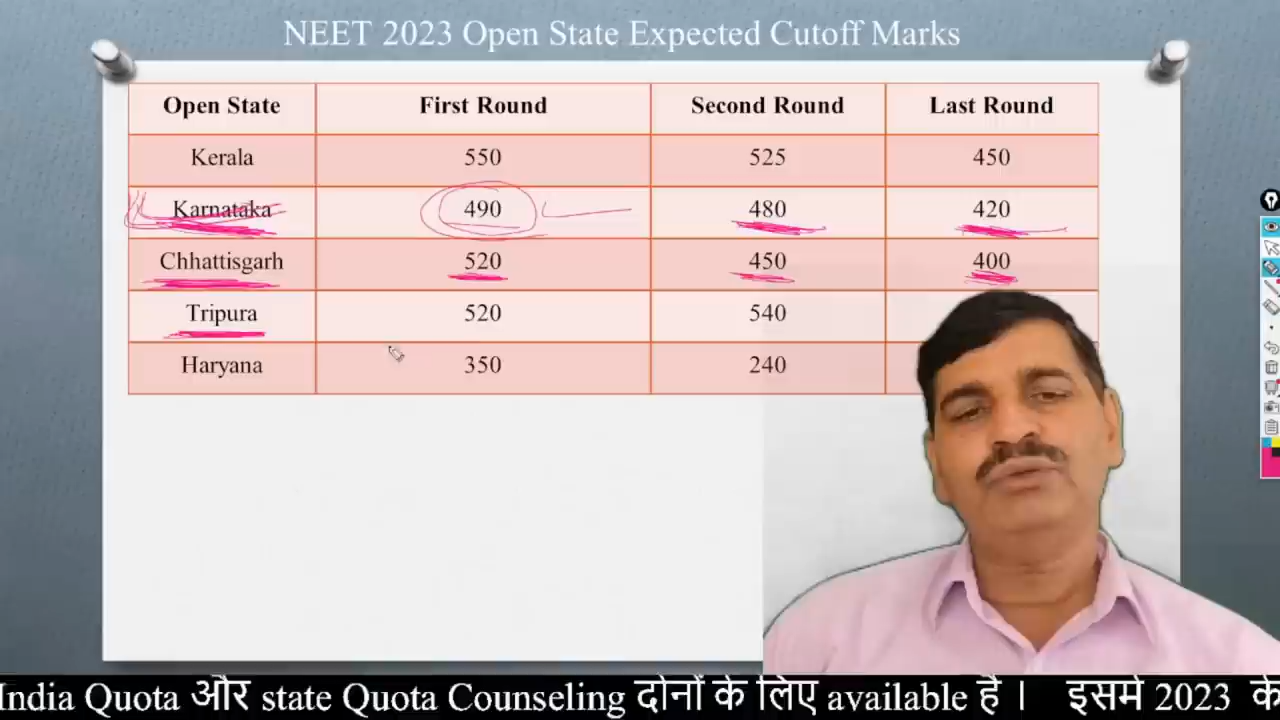 NEET 2023 Open State Expected Cutoff Marks
Open State First Round Second Round Last Round
Kerala 550 525 450
Karnataka 490 480 420
Chhattisgarh 520 450 400
Tripura 520 540
Haryana 350 240
India Quota और state Quota Counseling दोनों के लिए available है। इसमे 2023 के